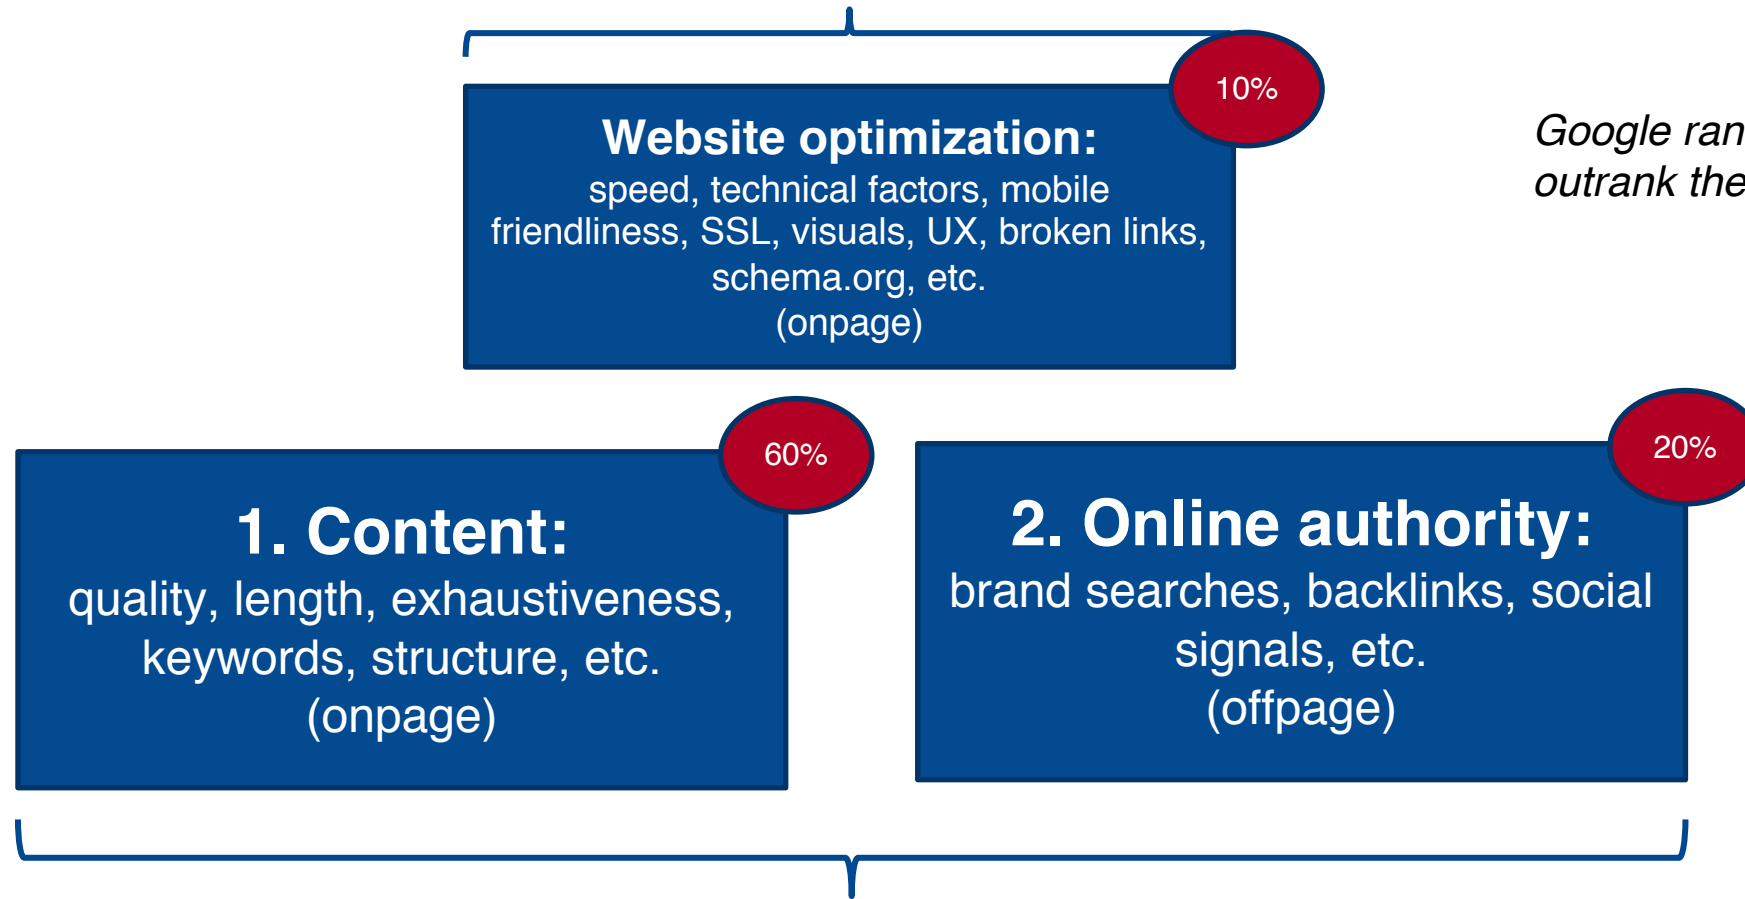 10%
Website optimization:
speed, technical factors, mobile
friendliness, SSL, visuals, UX, broken links,
schema.org, etc.
(onpage)
Google ran
outrank the
60%
1. Content:
quality, length, exhaustiveness,
keywords, structure, etc.
(onpage)
20%
2. Online authority:
brand searches, backlinks, social
signals, etc.
(offpage)